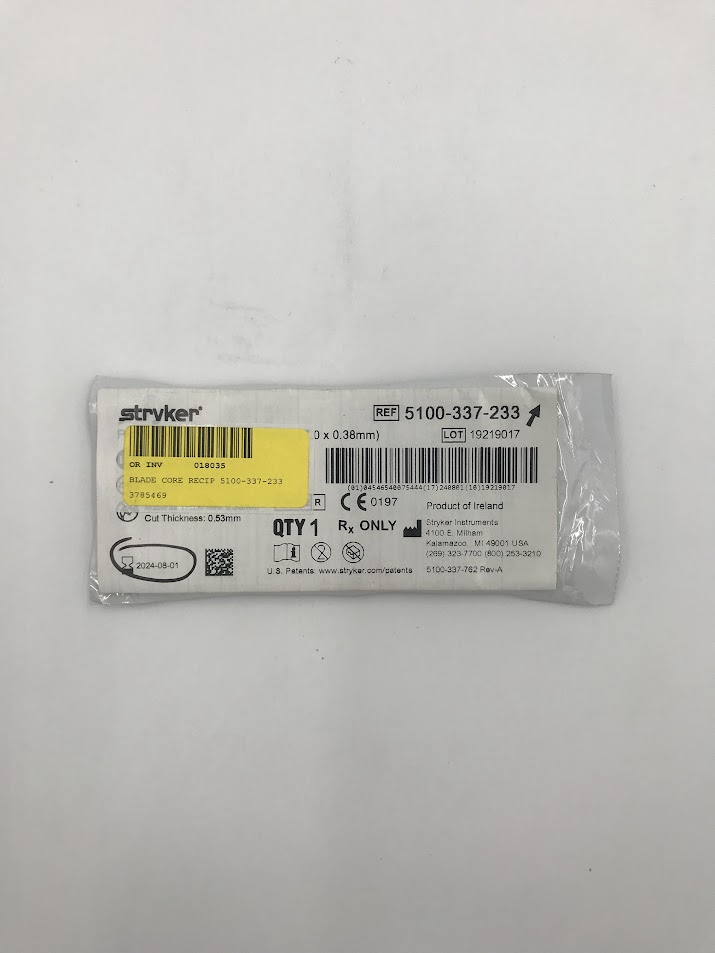 stryker®
REF 5100-337-233
.0 x 0.38mm)
LOT 19219017
OR INV 018035
BLADE CORE RECIP 5100-337-233
3785469
(01)04546540075444(17)240801(10)19219017
R
CE 0197
Product of Ireland
Cut Thickness: 0.53mm
QTY 1
Rx ONLY
Stryker Instruments
4100 E. Milham
Kalamazoo, MI 49001 USA
(269) 323-7700 (800) 253-3210
2024-08-01
U.S. Patents: www.stryker.com/patents
5100-337-762 Rev-A